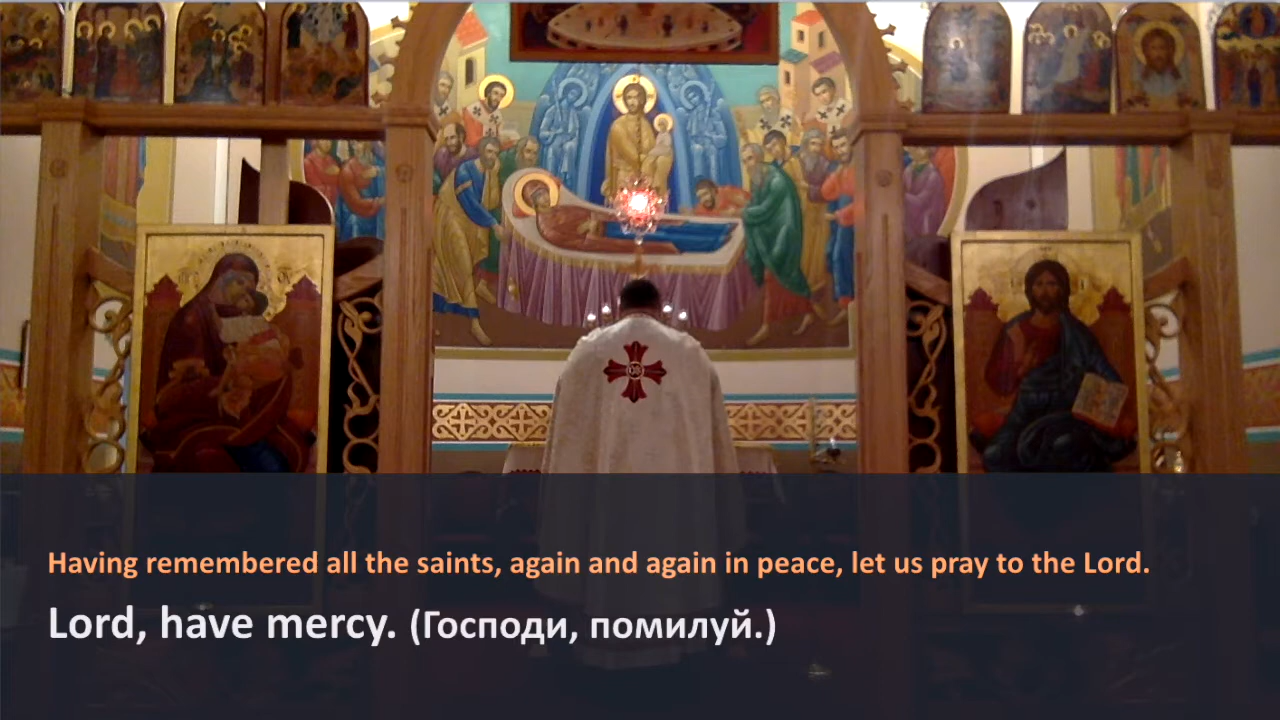 Having remembered all the saints, again and again in peace, let us pray to the Lord.
Lord, have mercy. (Господи, помилуй.)